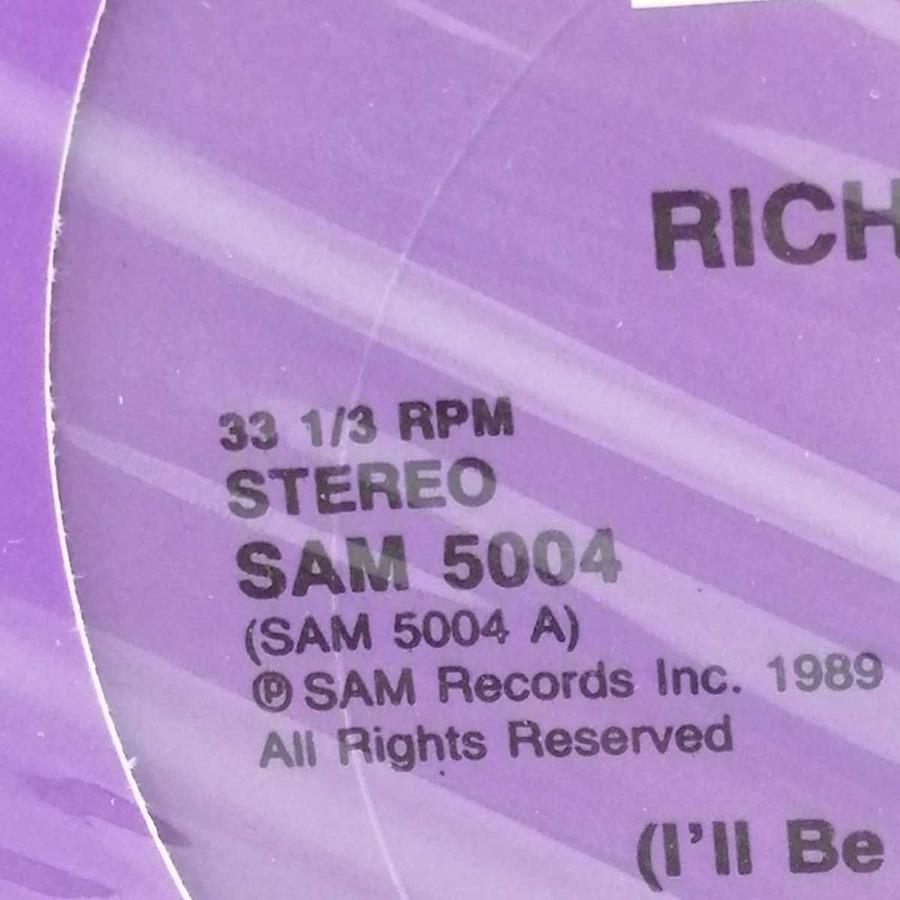 RICH
33 1/3 RPM
STEREO
SAM 5004
(SAM 5004 A)
℗ SAM Records Inc. 1989
All Rights Reserved
(I'll Be